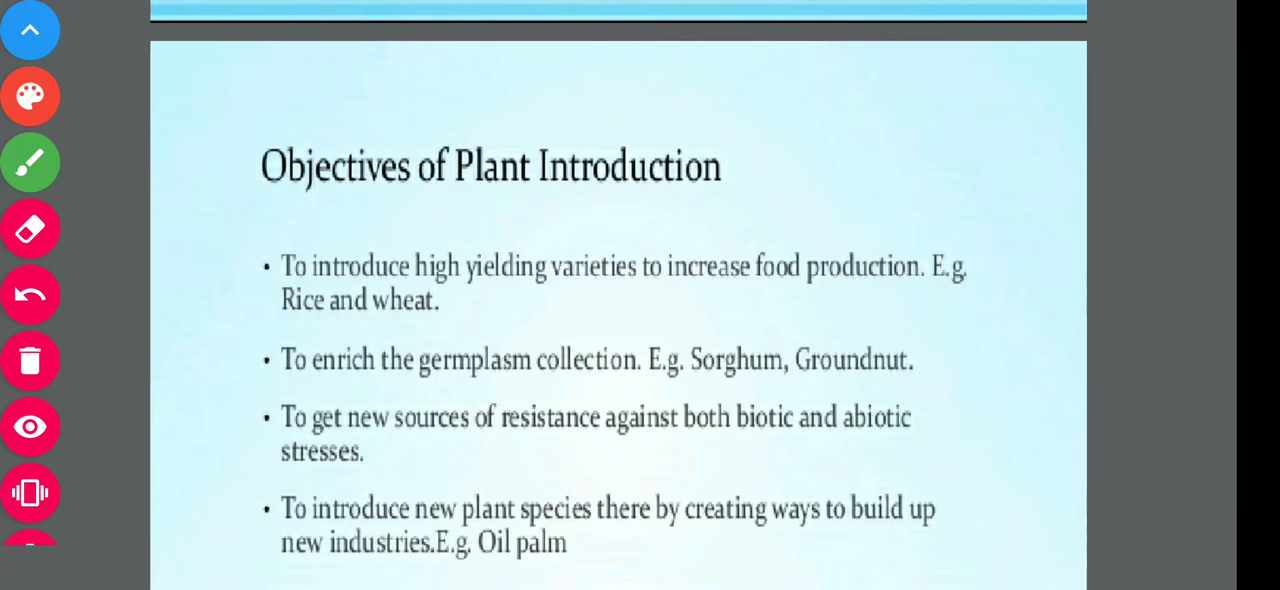 Objectives of Plant Introduction
• To introduce high yielding varieties to increase food production. E.g.
Rice and wheat.
• To enrich the germplasm collection. E.g. Sorghum, Groundnut.
• To get new sources of resistance against both biotic and abiotic
stresses.
• To introduce new plant species there by creating ways to build up
new industries.E.g. Oil palm